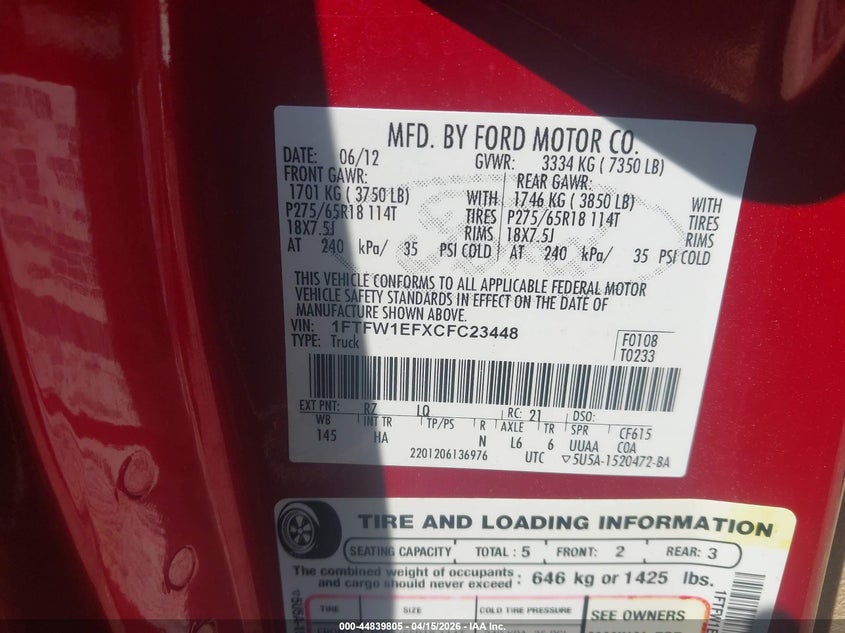 MFD. BY FORD MOTOR CO.
DATE: 06/12 GVWR: 3334 KG ( 7350 LB)
FRONT GAWR: REAR GAWR:
1701 KG ( 3750 LB) WITH 1746 KG ( 3850 LB) WITH
P275/65R18 114T TIRES P275/65R18 114T TIRES
18X7.5J RIMS 18X7.5J RIMS
AT 240 kPa/ 35 PSI COLD AT 240 kPa/ 35 PSI COLD
THIS VEHICLE CONFORMS TO ALL APPLICABLE FEDERAL MOTOR
VEHICLE SAFETY STANDARDS IN EFFECT ON THE DATE OF
MANUFACTURE SHOWN ABOVE.
VIN: 1FTFW1EFXCFC23448 F0108
TYPE: Truck T0233
EXT PNT: RZ LQ RC: 21 DSO:
WB INT TR TP/PS R AXLE TR SPR CF615
145 HA N L6 6 UUAA COA
2201206136976 UTC ▽5U5A-1520472-BA
TIRE AND LOADING INFORMATION
SEATING CAPACITY TOTAL : 5 FRONT: 2 REAR: 3
The combined weight of occupants and cargo should never exceed : 646 kg or 1425 lbs.
TIRE SIZE COLD TIRE PRESSURE SEE OWNERS
000-44839805 - 04/15/2026 -